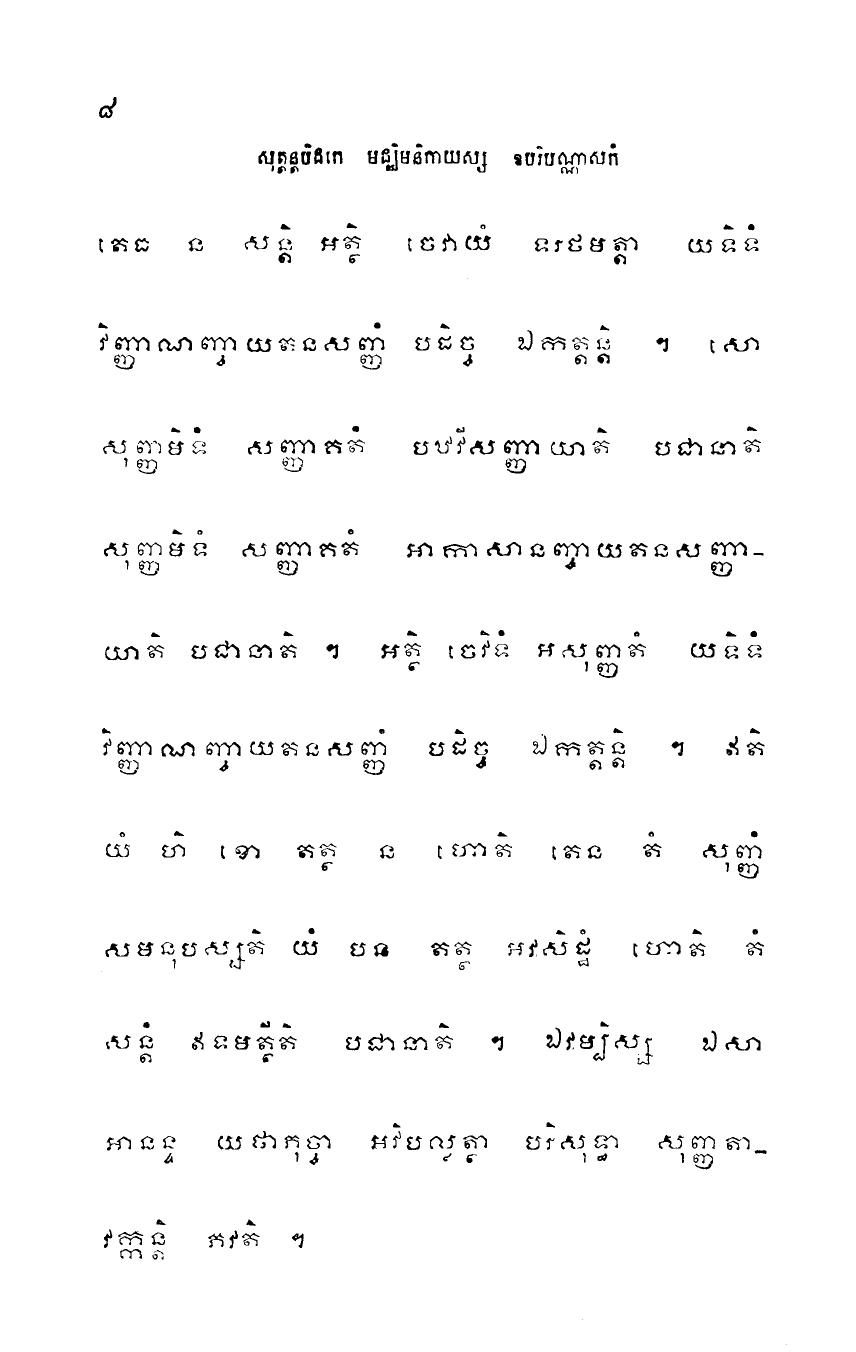 ៨
សុត្តន្តបិដកេ មជ្ឈិមនិកាយស្ស ឧបរិបណ្ណាសកំ
តេធ ន សន្តិ អត្ថិ ចេវាយំ ទរថមត្តា យទិទំ
វិញ្ញាណញ្ចាយតនសញ្ញំ បដិច្ច ឯកត្តន្តិ ។ សោ
សុញ្ញមិទំ សញ្ញាគតំ បឋវីសញ្ញាយាតិ បជានាតិ
សុញ្ញមិទំ សញ្ញាគតំ អាកាសានញ្ចាយតនសញ្ញា-
យាតិ បជានាតិ ។ អត្ថិ ចេវិទំ អសុញ្ញតំ យទិទំ
វិញ្ញាណញ្ចាយតនសញ្ញំ បដិច្ច ឯកត្តន្តិ ។ ឥតិ
យំ ហិ ខោ តត្ថ ន ហោតិ តេន តំ សុញ្ញំ
សមនុបស្សតិ យំ បន តត្ថ អវសិដ្ឋំ ហោតិ តំ
សន្តំ ឥទមត្ថីតិ បជានាតិ ។ ឯវម្បិស្ស ឯសា
អានន្ទ យថាភុច្ចា អវិបល្លត្ថា បរិសុទ្ធា សុញ្ញតា-
វក្កន្តិ ភវតិ ។